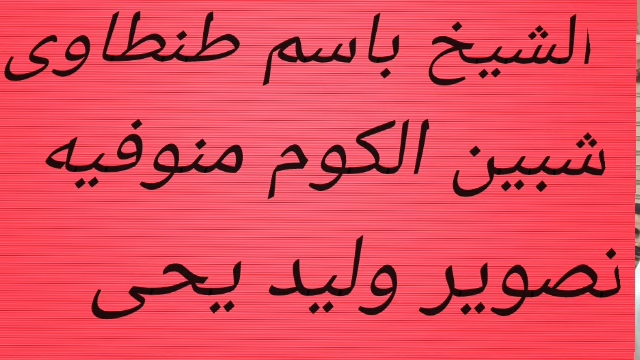 الشيخ باسم طنطاوى
شبين الكوم منوفيه
نصوير وليد يحى